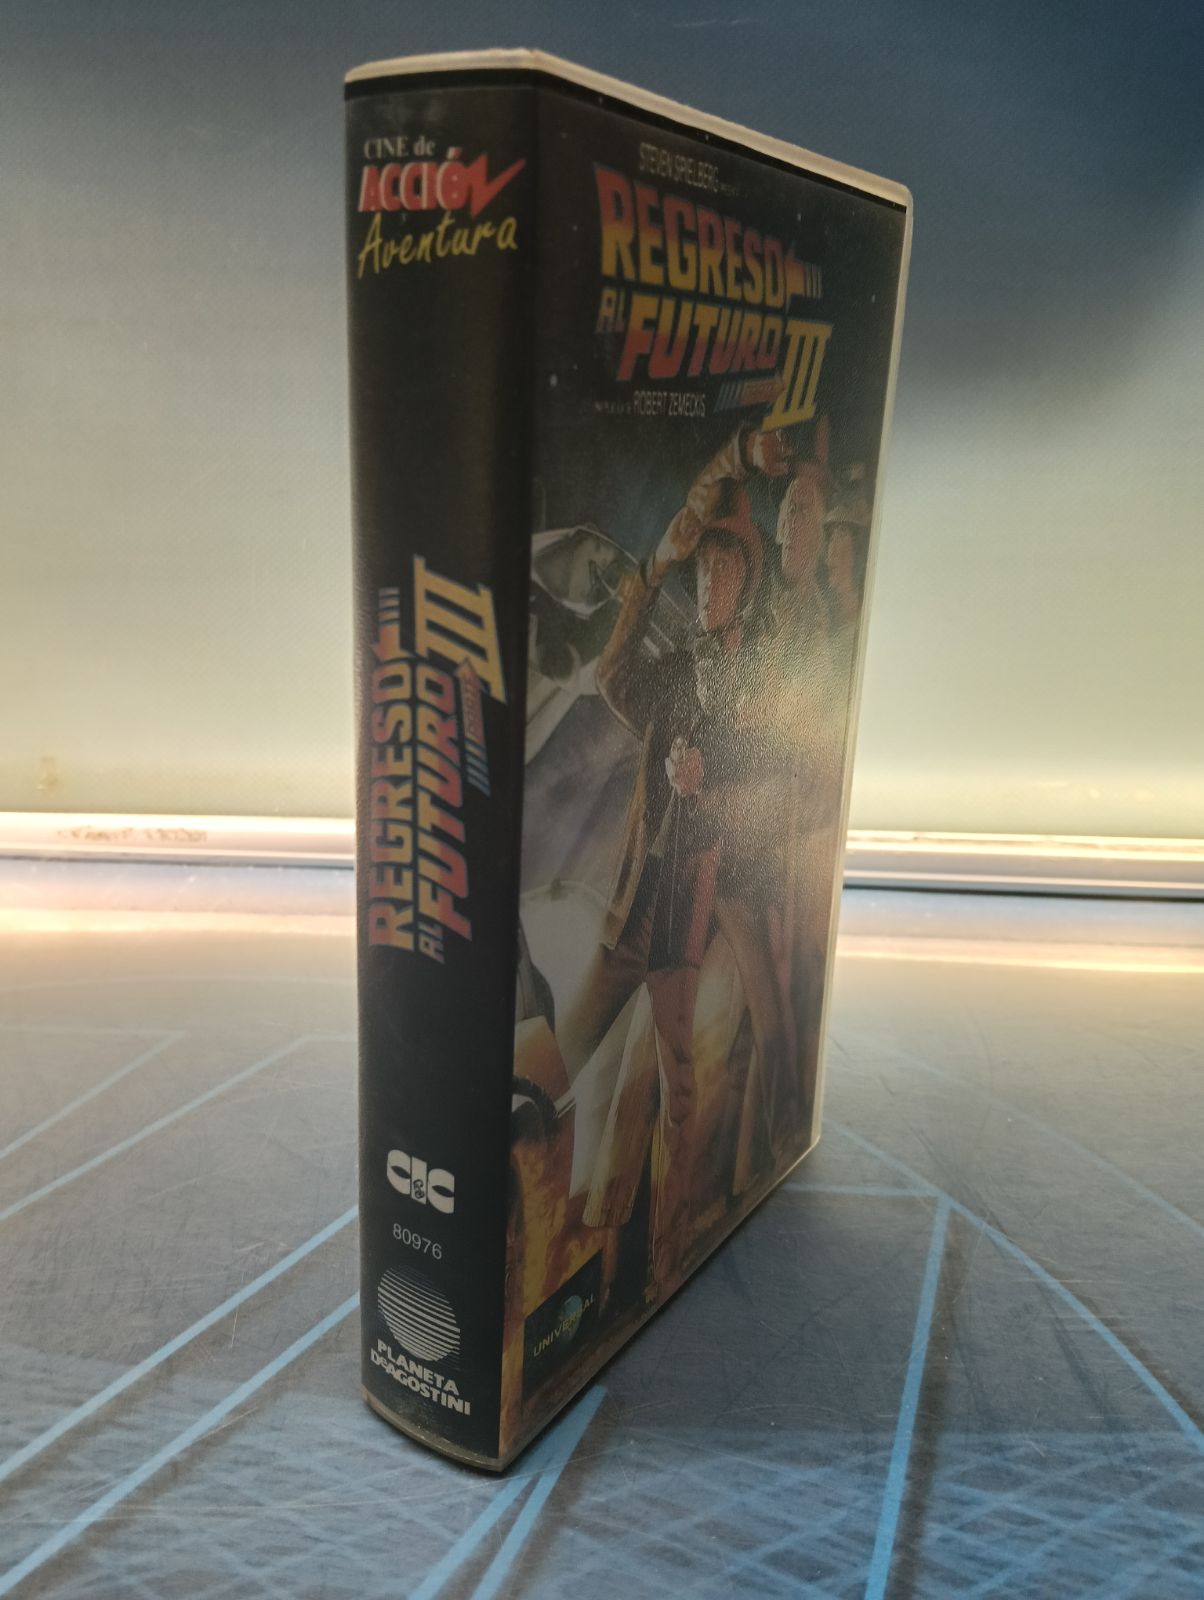 CINE de
ACCIÓN
y
Aventura
REGRESO
AL FUTURO III
CIC
80976
PLANETA
DeAGOSTINI
STEVEN SPIELBERG
REGRESO
AL FUTURO
III
ROBERT ZEMECKIS
UNIVERSAL